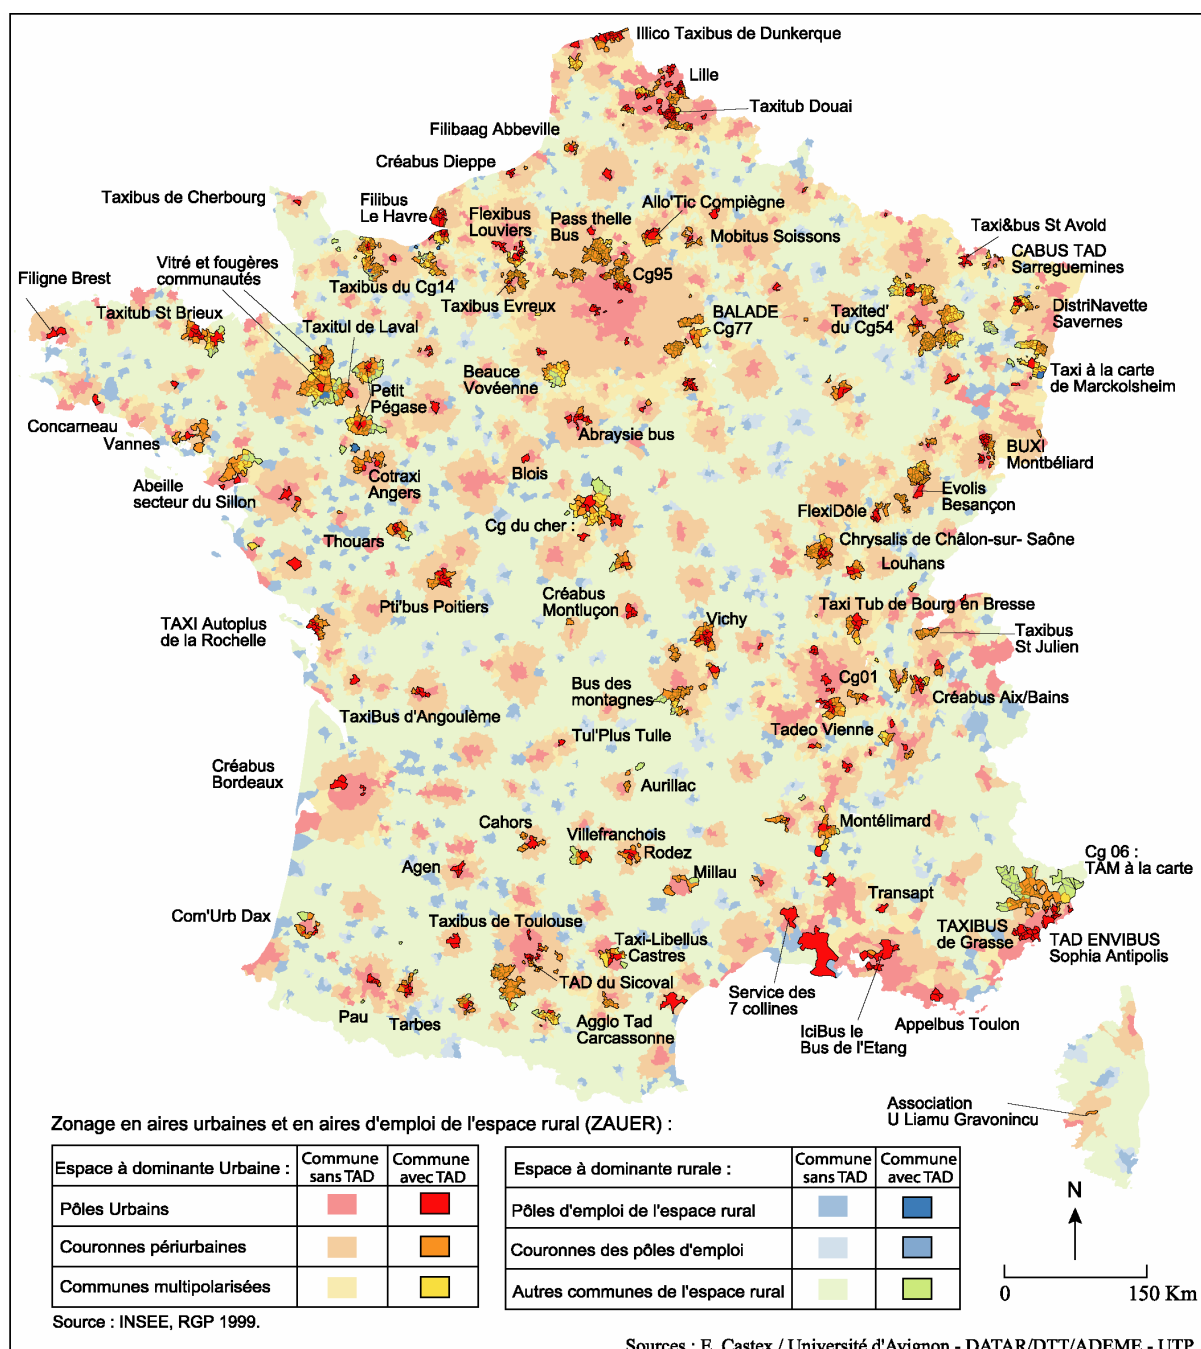 Illico Taxibus de Dunkerque
Lille
Taxitub Douai
Filibaag Abbeville
Créabus Dieppe
Taxibus de Cherbourg
Filibus
Le Havre
Flexibus
Louviers
Pass thelle
Bus
Allo'Tic Compiègne
Mobitus Soissons
Taxi&bus St Avold
CABUS TAD
Sarreguemines
Filigne Brest
Vitré et fougères
communautés
Taxitub St Brieux
Taxibus du Cg14
Taxibus Evreux
Cg95
Taxitul de Laval
BALADE
Cg77
Taxited'
du Cg54
DistriNavette
Savernes
Taxi à la carte
de Marckolsheim
Beauce
Vovéenne
Petit
Pégase
Concarneau
Vannes
Abraysie bus
BUXI
Montbéliard
Abeille
secteur du Sillon
Cotraxi
Angers
Blois
Evolis
Besançon
FlexiDôle
Thouars
Cg du cher :
Chrysalis de Châlon-sur- Saône
Louhans
Pti'bus Poitiers
Créabus
Montluçon
Taxi Tub de Bourg en Bresse
TAXI Autoplus
de la Rochelle
Vichy
Taxibus
St Julien
Cg01
Créabus Aix/Bains
Bus des
montagnes
TaxiBus d'Angoulème
Tadeo Vienne
Tul'Plus Tulle
Créabus
Bordeaux
Aurillac
Cahors
Villefranchois
Rodez
Montélimard
Agen
Millau
Cg 06 :
TAM à la carte
Transapt
Com'Urb Dax
Taxibus de Toulouse
Taxi-Libellus
Castres
TAXIBUS
de Grasse
TAD ENVIBUS
Sophia Antipolis
TAD du Sicoval
Service des
7 collines
Pau
Tarbes
Agglo Tad
Carcassonne
IciBus le
Bus de l'Etang
Appelbus Toulon
Association
U Liamu Gravonincu
Zonage en aires urbaines et en aires d'emploi de l'espace rural (ZAUER) :
Espace à dominante Urbaine :
Commune
sans TAD
Commune
avec TAD
Pôles Urbains
Couronnes périurbaines
Communes multipolarisées
Espace à dominante rurale :
Commune
sans TAD
Commune
avec TAD
Pôles d'emploi de l'espace rural
Couronnes des pôles d'emploi
Autres communes de l'espace rural
N
0 150 Km
Source : INSEE, RGP 1999.
Sources : E. Castex / Université d'Avignon - DATAR/DTT/ADEME - UTP